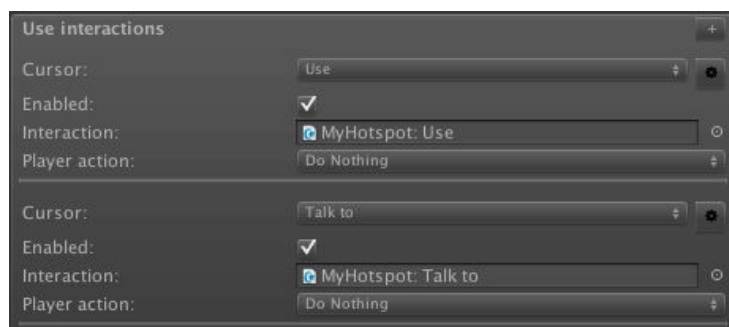 Use interactions +
Cursor: Use
Enabled:
Interaction: MyHotspot: Use
Player action: Do Nothing
Cursor: Talk to
Enabled:
Interaction: MyHotspot: Talk to
Player action: Do Nothing